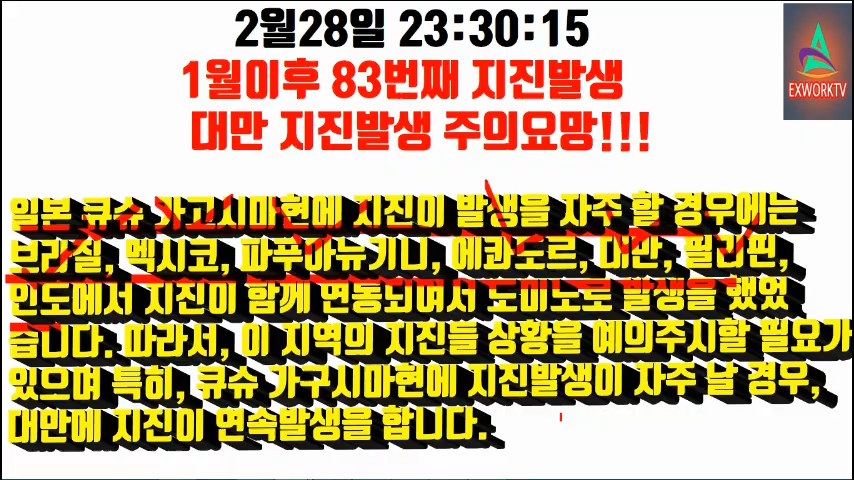 2월28일 23:30:15
1월이후 83번째 지진발생
대만 지진발생 주의요망!!!
EXWORKTV
일본 큐슈 가고시마현에 지진이 발생을 자주 할 경우에는
브라질, 멕시코, 파푸아뉴기니, 에콰도르, 대만, 필리핀,
인도에서 지진이 함께 연동되며서 도미노로 발생을 했었
습니다. 따라서, 이 지역의 지진들 상황을 예의주시할 필요가
있으며 특히, 큐슈 가구시마현에 지진발생이 자주 날 경우,
대만에 지진이 연속발생을 합니다.